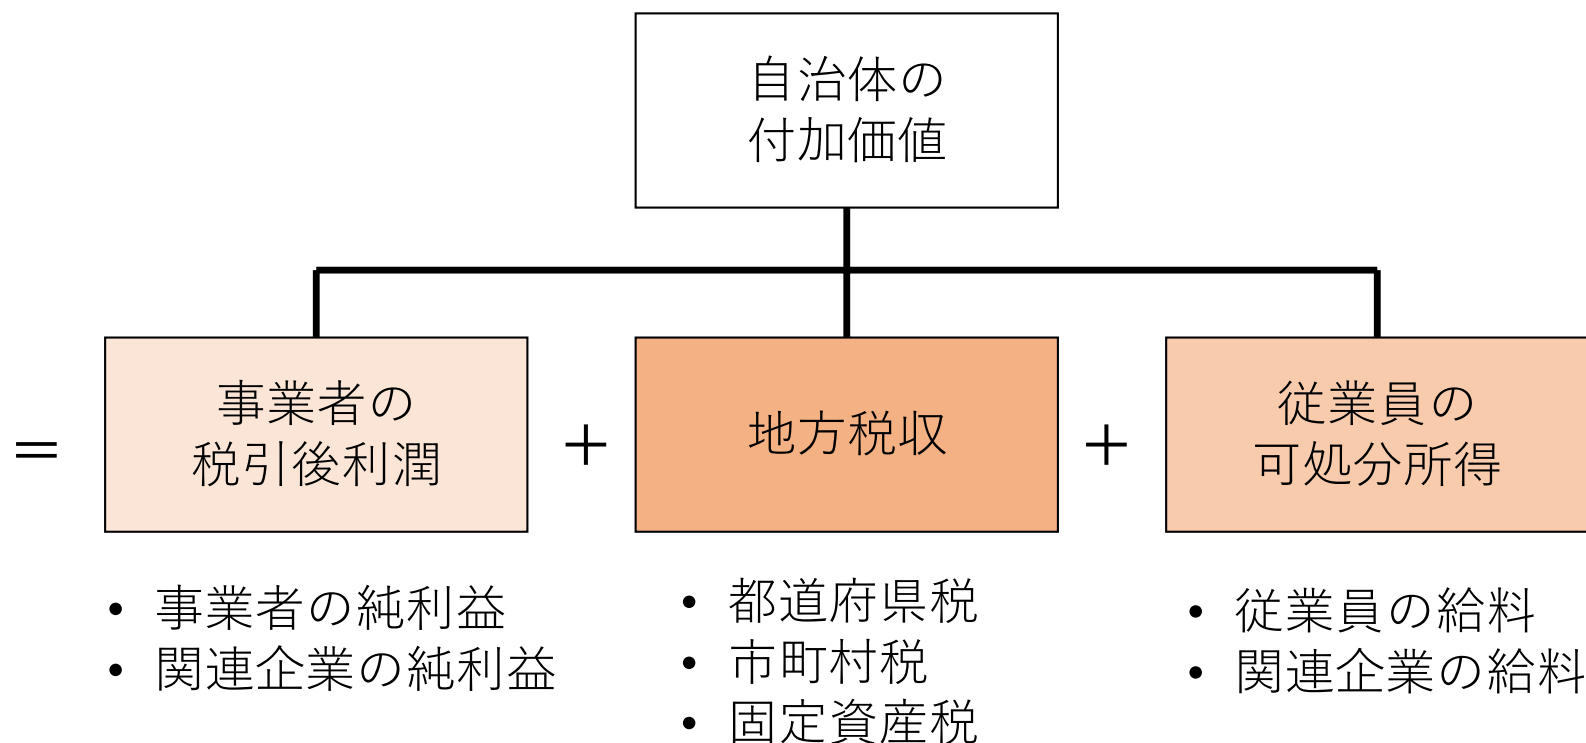 自治体の
付加価値
=
事業者の
税引後利潤
+
地方税収
+
従業員の
可処分所得
• 事業者の純利益
• 関連企業の純利益
• 都道府県税
• 市町村税
• 固定資産税
• 従業員の給料
• 関連企業の給料